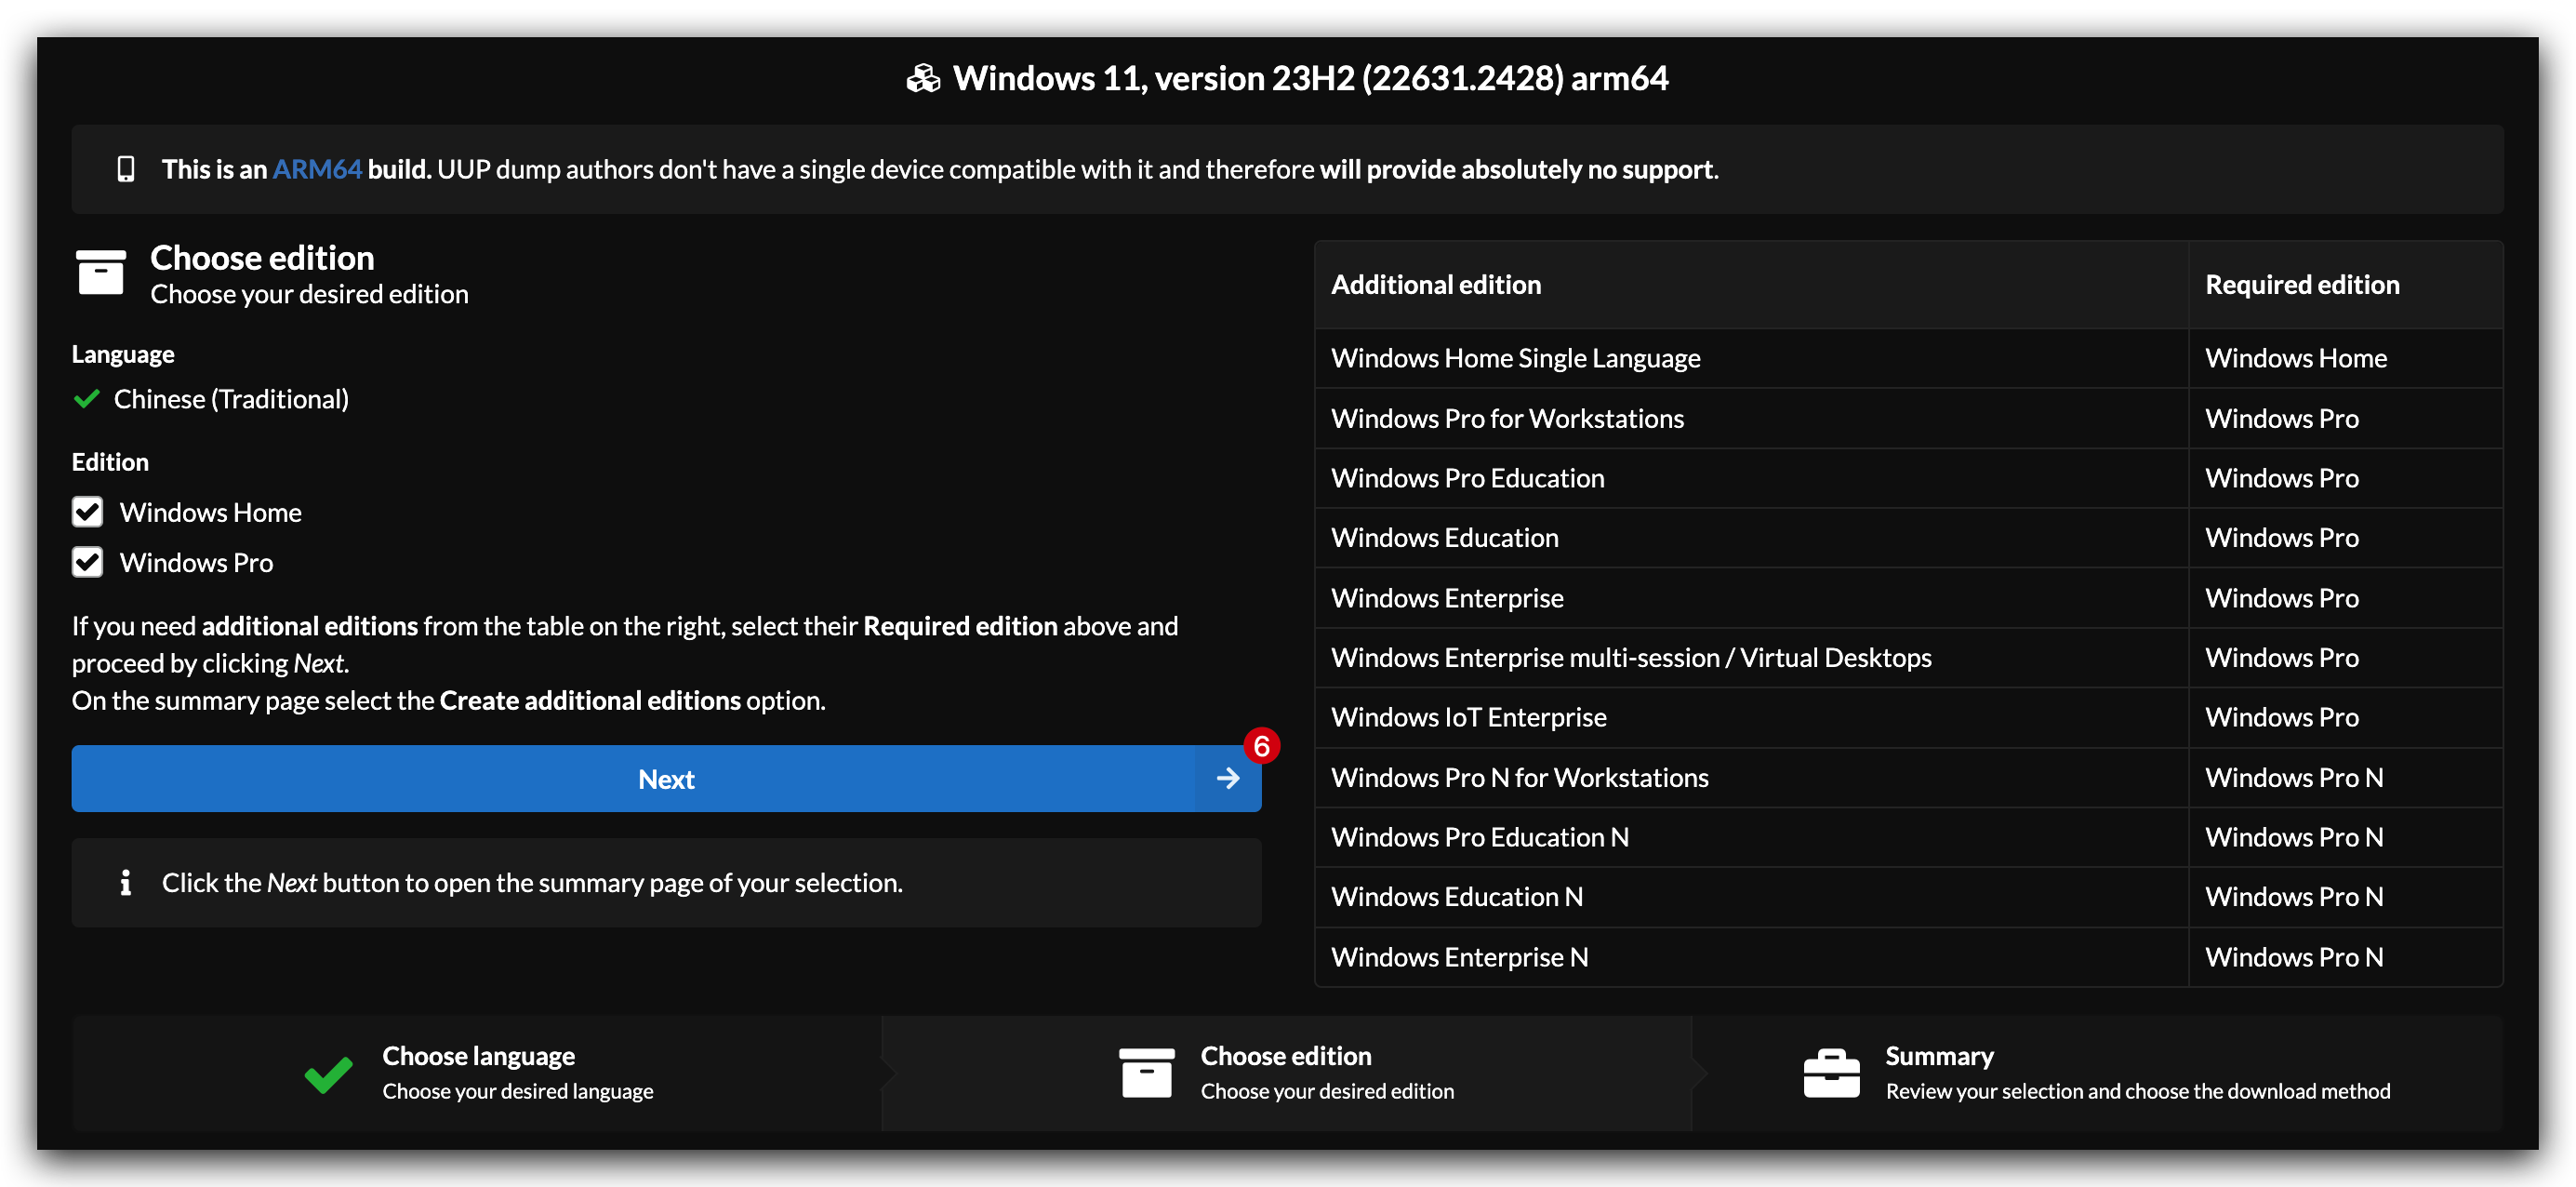 Windows 11, version 23H2 (22631.2428) arm64
This is an ARM64 build. UUP dump authors don't have a single device compatible with it and therefore will provide absolutely no support.
Choose edition
Choose your desired edition
Language
Chinese (Traditional)
Edition
Windows Home
Windows Pro
If you need additional editions from the table on the right, select their Required edition above and
proceed by clicking Next.
On the summary page select the Create additional editions option.
Next
6
Click the Next button to open the summary page of your selection.
Additional edition Required edition
Windows Home Single Language Windows Home
Windows Pro for Workstations Windows Pro
Windows Pro Education Windows Pro
Windows Education Windows Pro
Windows Enterprise Windows Pro
Windows Enterprise multi-session / Virtual Desktops Windows Pro
Windows IoT Enterprise Windows Pro
Windows Pro N for Workstations Windows Pro N
Windows Pro Education N Windows Pro N
Windows Education N Windows Pro N
Windows Enterprise N Windows Pro N
Choose language
Choose your desired language
Choose edition
Choose your desired edition
Summary
Review your selection and choose the download method